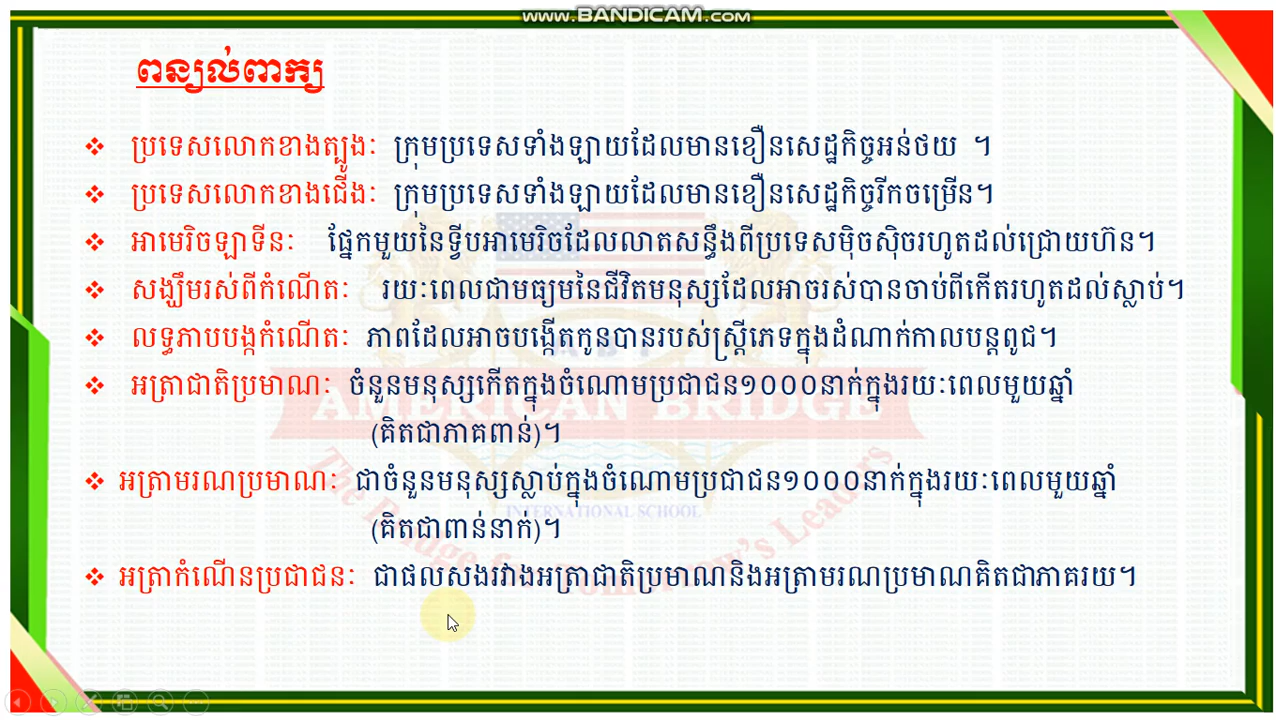 WWW.BANDICAM.COM
ពន្យល់ពាក្យ
❖ ប្រទេសលោកខាងត្បូង: ក្រុមប្រទេសទាំងឡាយដែលមានខឿនសេដ្ឋកិច្ចអន់ថយ ។
❖ ប្រទេសលោកខាងជើង: ក្រុមប្រទេសទាំងឡាយដែលមានខឿនសេដ្ឋកិច្ចរីកចម្រើន។
❖ អាមេរិចឡាទីន: ផ្នែកមួយនៃទ្វីបអាមេរិចដែលលាតសន្ធឹងពីប្រទេសម៉ិចស៊ិចរហូតដល់ជ្រោយហ៊ន។
❖ សង្ឃឹមរស់ពីកំណើត: រយ:ពេលជាមធ្យមនៃជីវិតមនុស្សដែលអាចរស់បានចាប់ពីកើតរហូតដល់ស្លាប់។
❖ លទ្ធភាបបង្កកំណើត: ភាពដែលអាចបង្កើតកូនបានរបស់ស្ត្រីភេទក្នុងដំណាក់កាលបន្តពូជ។
❖ អត្រាជាតិប្រមាណ: ចំនួនមនុស្សកើតក្នុងចំណោមប្រជាជន១០០០នាក់ក្នុងរយ:ពេលមួយឆ្នាំ
(គិតជាភាគពាន់)។
❖ អត្រាមរណប្រមាណ: ជាចំនួនមនុស្សស្លាប់ក្នុងចំណោមប្រជាជន១០០០នាក់ក្នុងរយ:ពេលមួយឆ្នាំ
(គិតជាពាន់នាក់)។
❖ អត្រាកំណើនប្រជាជន: ជាផលសងរវាងអត្រាជាតិប្រមាណនិងអត្រាមរណប្រមាណគិតជាភាគរយ។
AMERICAN BRIDGE
INTERNATIONAL SCHOOL
The Bridge for Tomorrow's Leaders